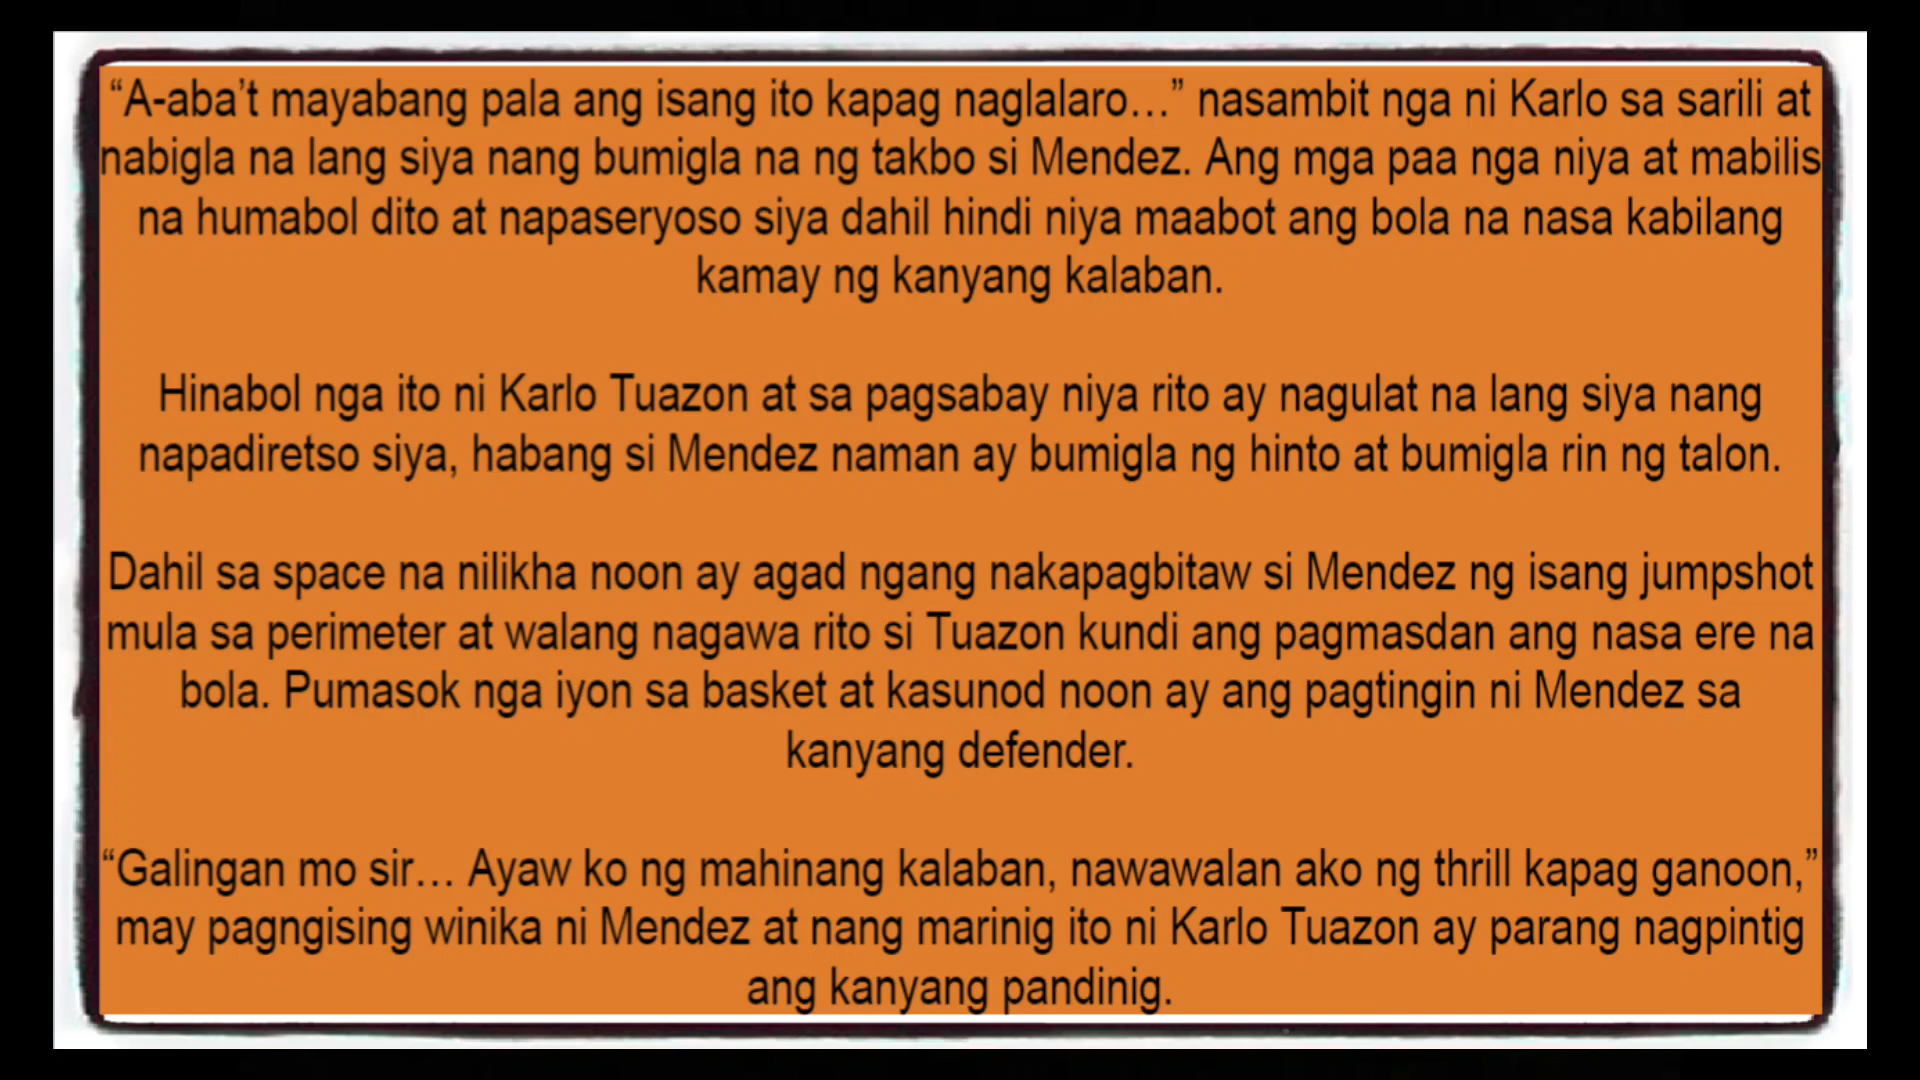 “A-aba’t mayabang pala ang isang ito kapag naglalaro…” nasambit nga ni Karlo sa sarili at
nabigla na lang siya nang bumigla na ng takbo si Mendez. Ang mga paa nga niya at mabilis
na humabol dito at napaseryoso siya dahil hindi niya maabot ang bola na nasa kabilang
kamay ng kanyang kalaban.
Hinabol nga ito ni Karlo Tuazon at sa pagsabay niya rito ay nagulat na lang siya nang
napadiretso siya, habang si Mendez naman ay bumigla ng hinto at bumigla rin ng talon.
Dahil sa space na nilikha noon ay agad ngang nakapagbitaw si Mendez ng isang jumpshot
mula sa perimeter at walang nagawa rito si Tuazon kundi ang pagmasdan ang nasa ere na
bola. Pumasok nga iyon sa basket at kasunod noon ay ang pagtingin ni Mendez sa
kanyang defender.
“Galingan mo sir… Ayaw ko ng mahinang kalaban, nawawalan ako ng thrill kapag ganoon,”
may pagngising winika ni Mendez at nang marinig ito ni Karlo Tuazon ay parang nagpintig
ang kanyang pandinig.